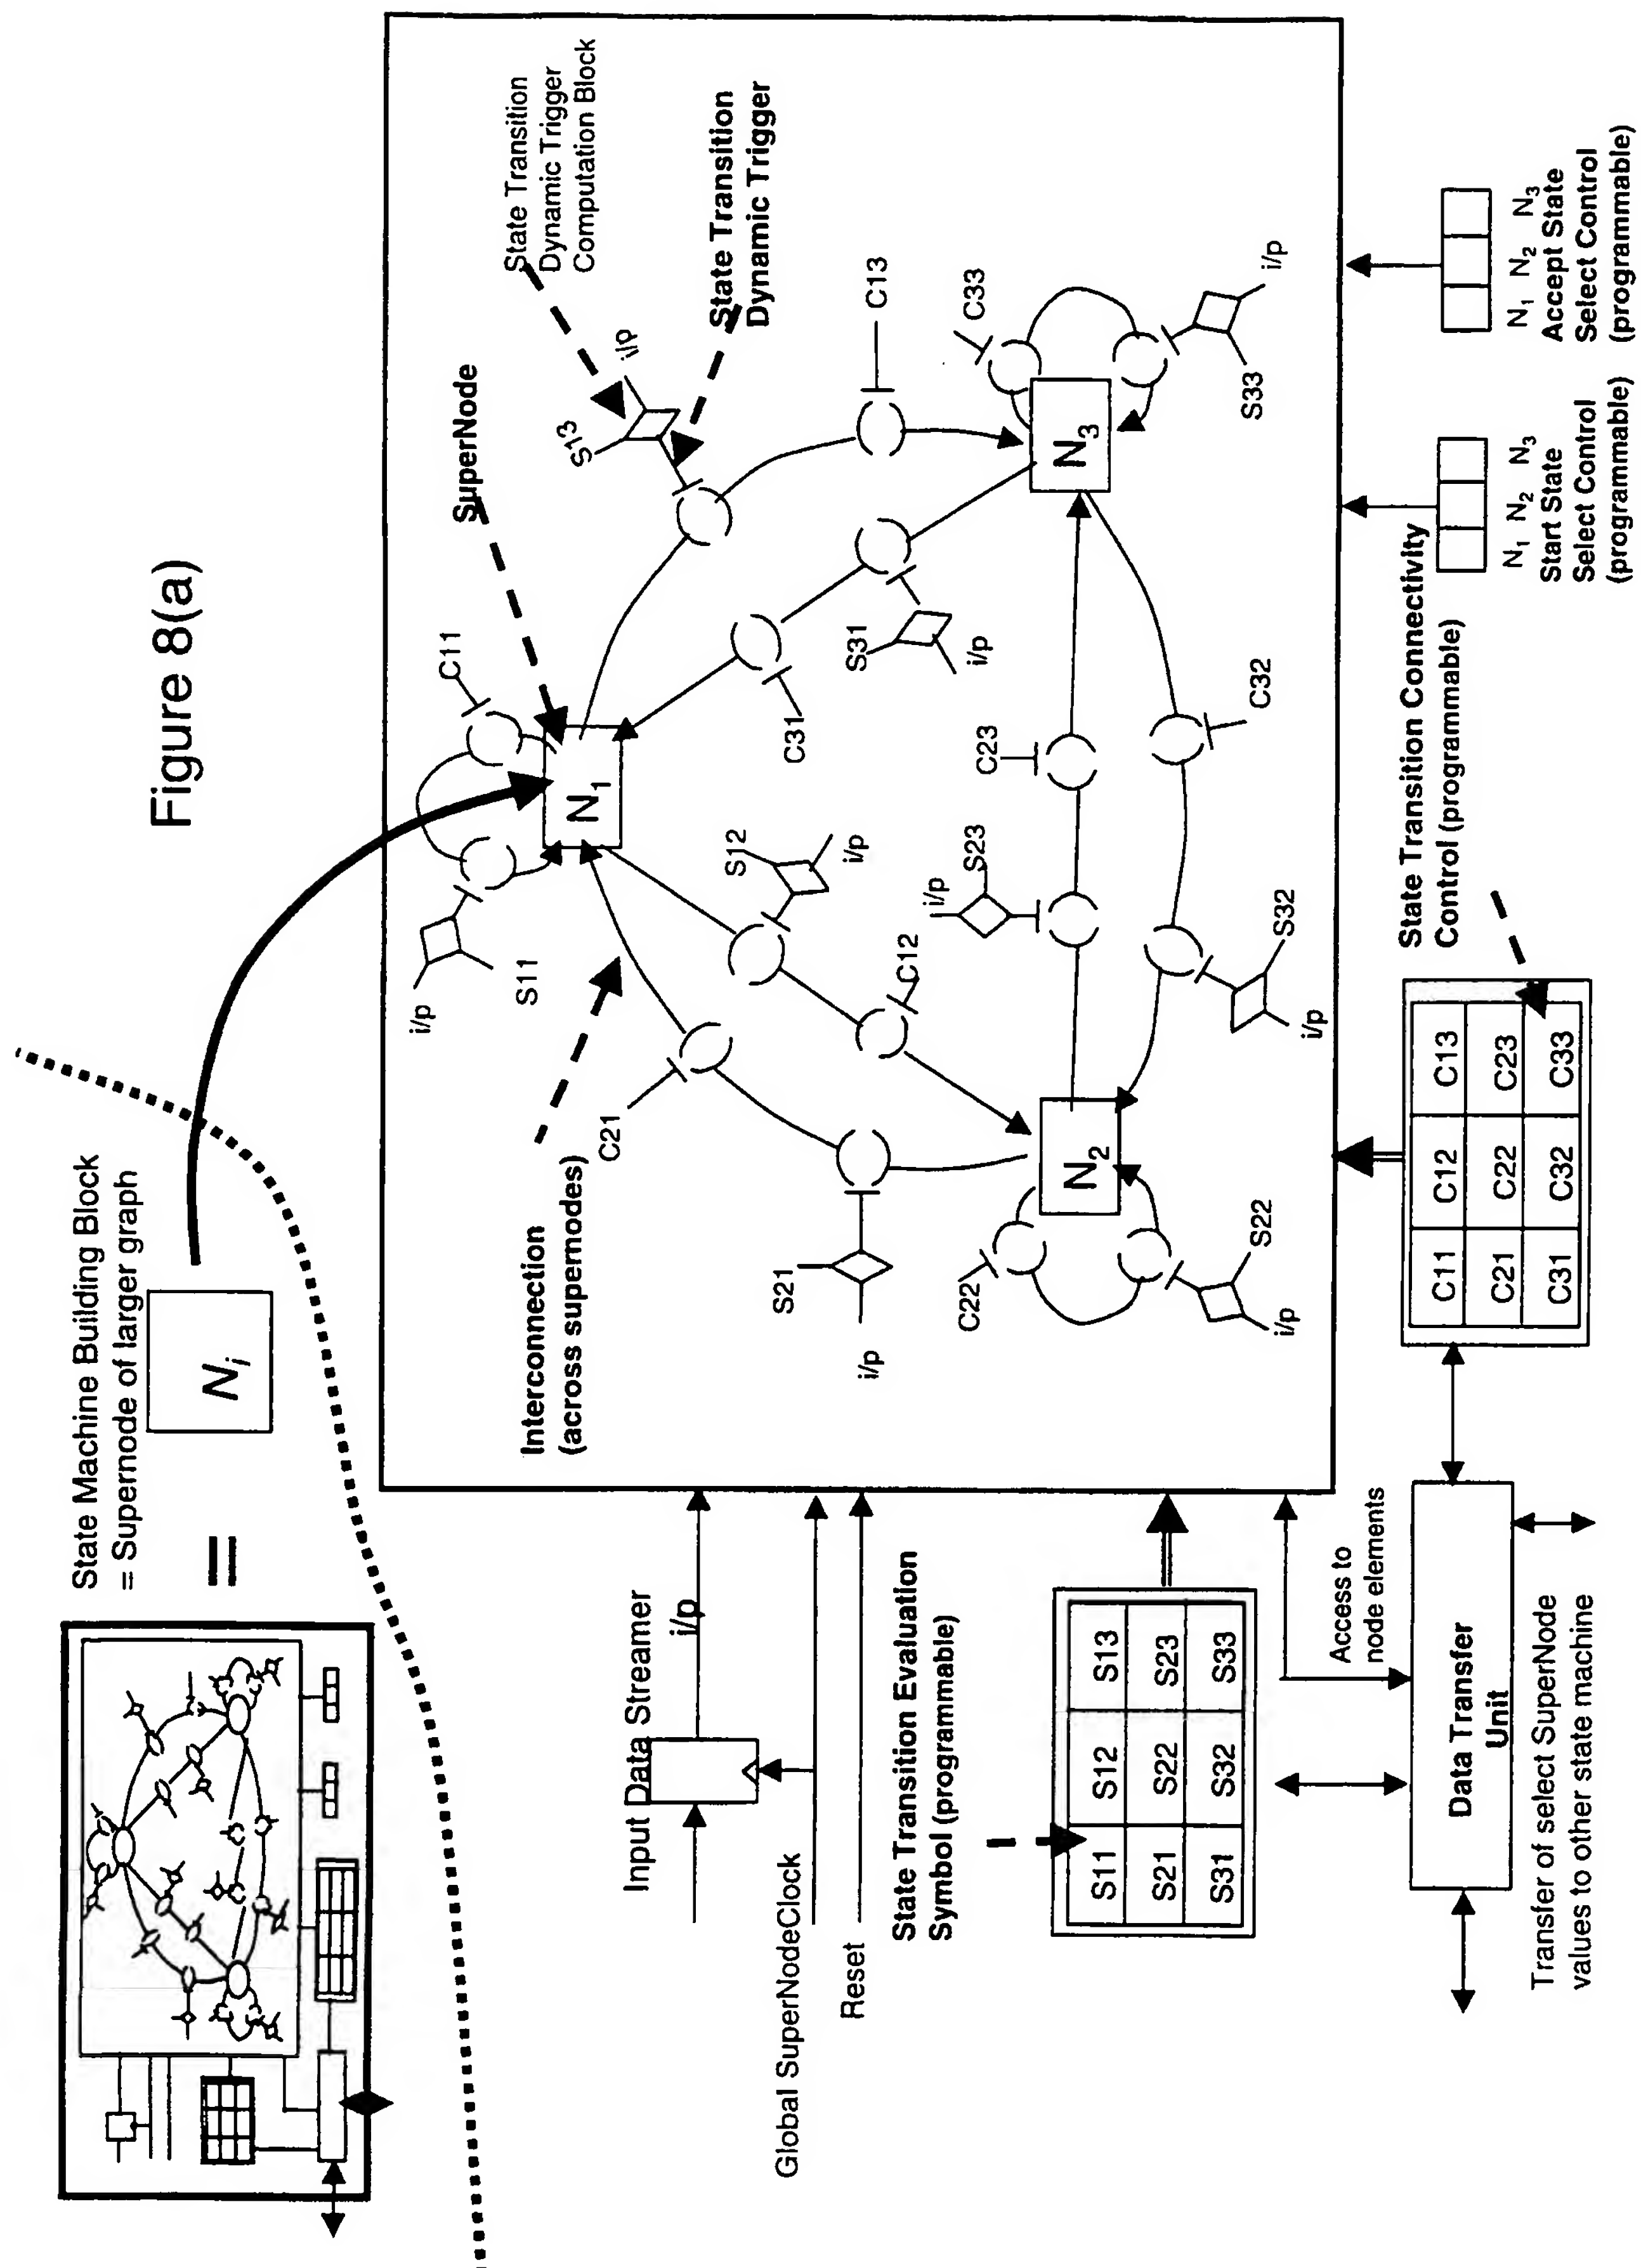 Figure 8(a)
State Machine Building Block
= Supernode of larger graph
=
Ni
SuperNode
State Transition
Dynamic Trigger
Computation Block
State Transition
Dynamic Trigger
Interconnection
(across supernodes)
C11
i/p
S11
N1
S13
i/p
C13
C21
S12
i/p
C12
C31
S31
i/p
S21
i/p
i/p
S23
C23
C33
N2
N3
C22
S22
i/p
S32
i/p
C32
S33
i/p
Input Data Streamer
i/p
Global SuperNodeClock
Reset
State Transition Evaluation
Symbol (programmable)
S11 S12 S13
S21 S22 S23
S31 S32 S33
Access to
node elements
Data Transfer
Unit
Transfer of select SuperNode
values to other state machine
State Transition Connectivity
Control (programmable)
C11 C12 C13
C21 C22 C23
C31 C32 C33
N1 N2 N3
Start State
Select Control
(programmable)
N1 N2 N3
Accept State
Select Control
(programmable)